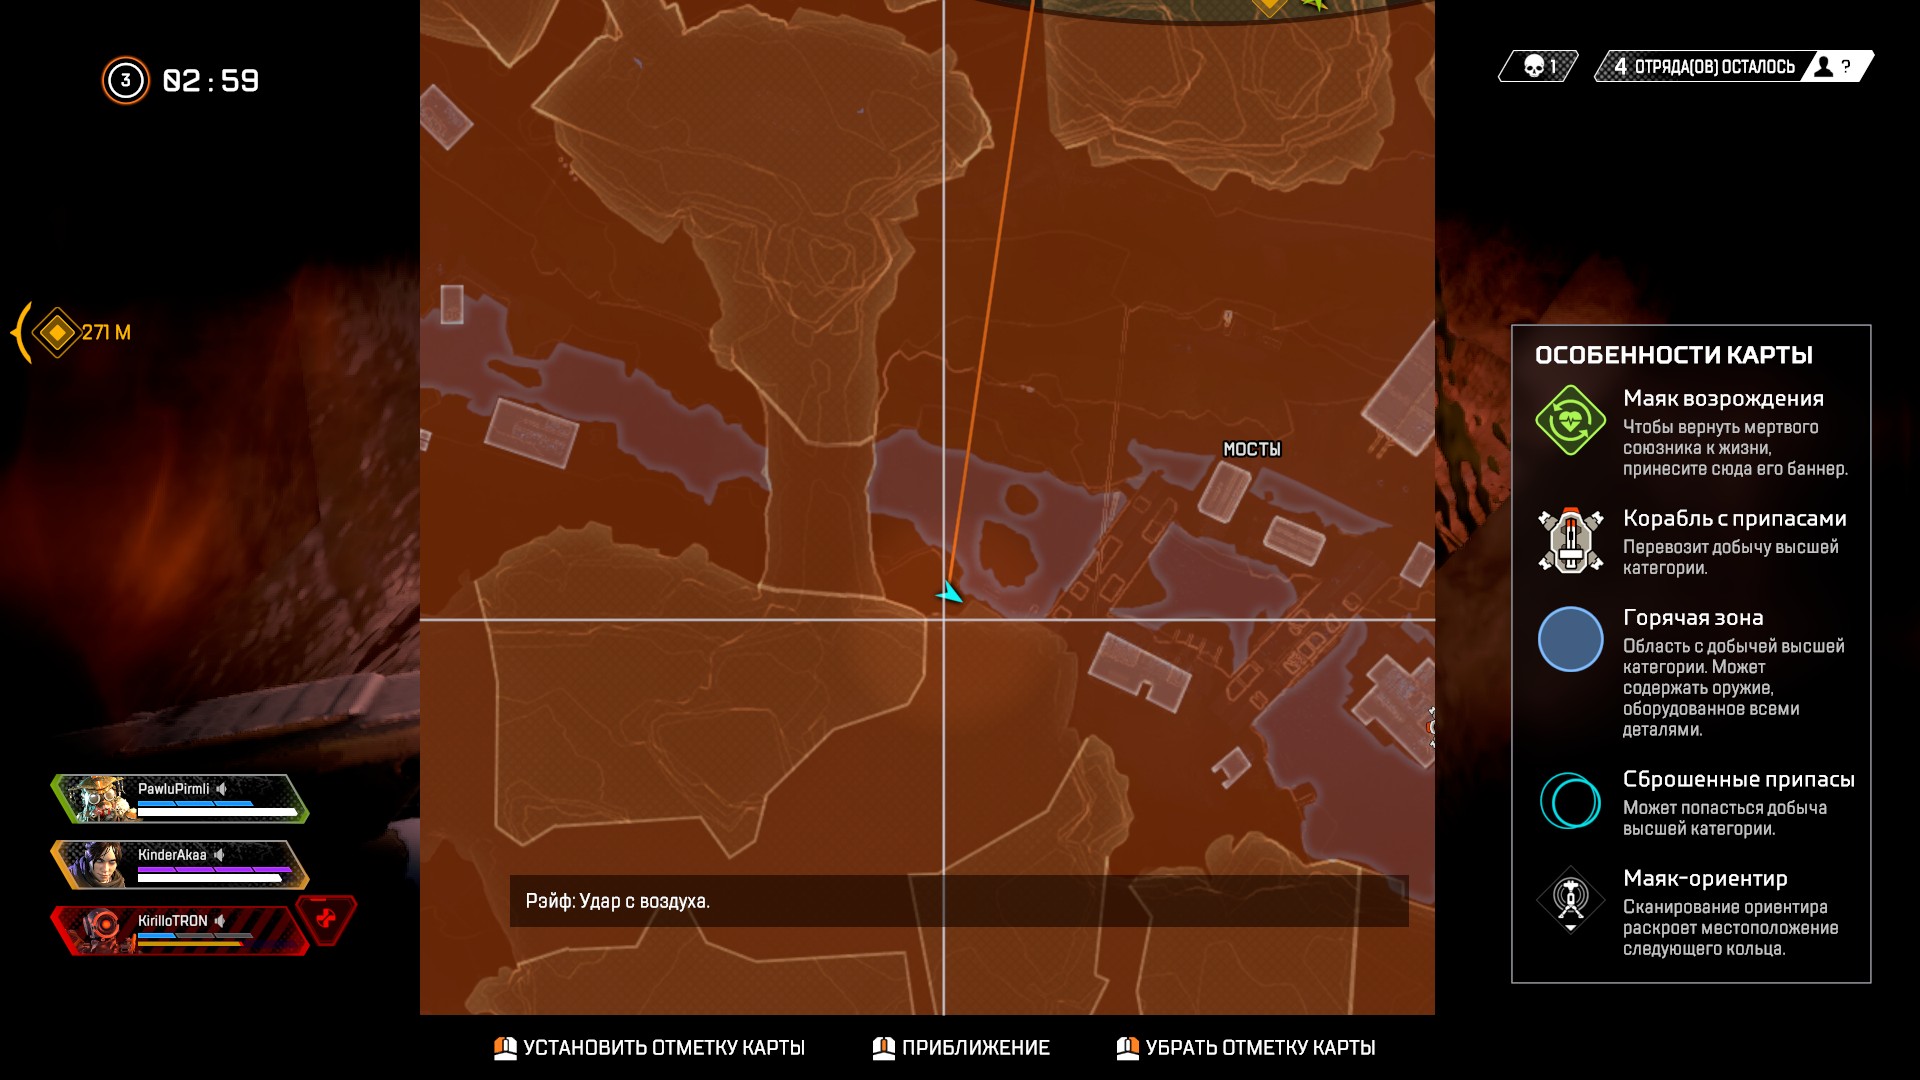 3 02:59
1
4 ОТРЯДА(ОВ) ОСТАЛОСЬ ?
271 М
МОСТЫ
PawluPirmli
KinderAkaa
KirilloTRON
Рэйф: Удар с воздуха.
ОСОБЕННОСТИ КАРТЫ
Маяк возрождения
Чтобы вернуть мертвого
союзника к жизни,
принесите сюда его баннер.
Корабль с припасами
Перевозит добычу высшей
категории.
Горячая зона
Область с добычей высшей
категории. Может
содержать оружие,
оборудованное всеми
деталями.
Сброшенные припасы
Может попасться добыча
высшей категории.
Маяк-ориентир
Сканирование ориентира
раскроет местоположение
следующего кольца.
УСТАНОВИТЬ ОТМЕТКУ КАРТЫ
ПРИБЛИЖЕНИЕ
УБРАТЬ ОТМЕТКУ КАРТЫ